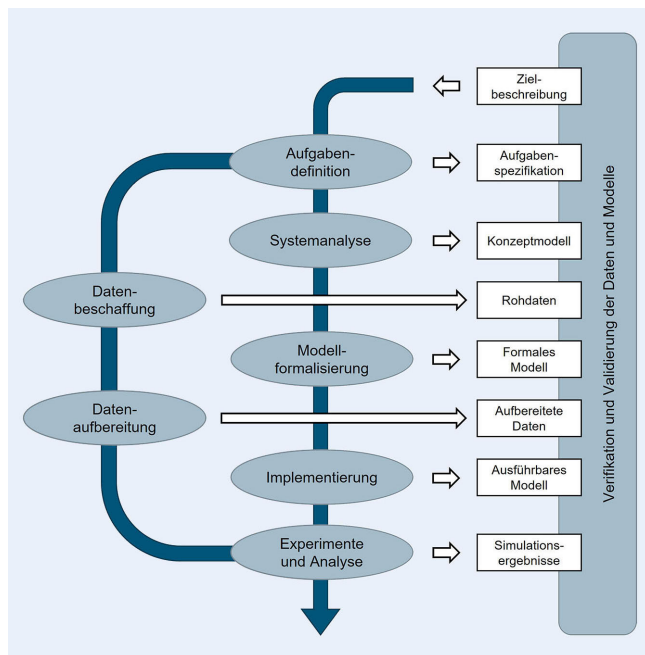 Ziel-
beschreibung
Aufgaben-
definition
Aufgaben-
spezifikation
Systemanalyse
Konzeptmodell
Daten-
beschaffung
Rohdaten
Modell-
formalisierung
Formales
Modell
Daten-
aufbereitung
Aufbereitete
Daten
Implementierung
Ausführbares
Modell
Experimente
und Analyse
Simulations-
ergebnisse
Verifikation und Validierung der Daten und Modelle